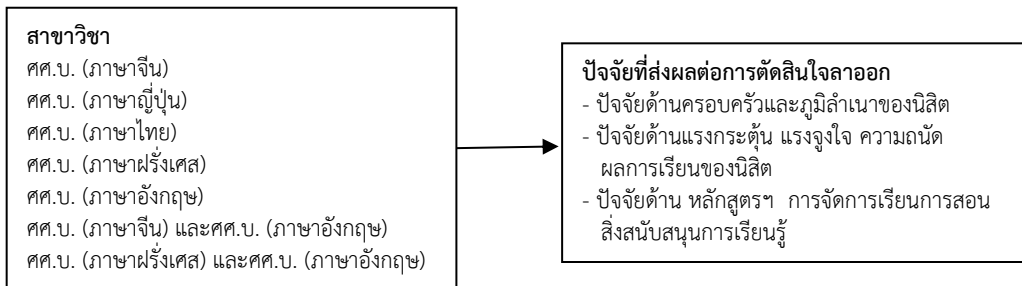 สาขาวิชา
ศศ.บ. (ภาษาจีน)
ศศ.บ. (ภาษาญี่ปุ่น)
ศศ.บ. (ภาษาไทย)
ศศ.บ. (ภาษาฝรั่งเศส)
ศศ.บ. (ภาษาอังกฤษ)
ศศ.บ. (ภาษาจีน) และศศ.บ. (ภาษาอังกฤษ)
ศศ.บ. (ภาษาฝรั่งเศส) และศศ.บ. (ภาษาอังกฤษ)
ปัจจัยที่ส่งผลต่อการตัดสินใจลาออก
- ปัจจัยด้านครอบครัวและภูมิลำเนาของนิสิต
- ปัจจัยด้านแรงกระตุ้น แรงจูงใจ ความถนัด
ผลการเรียนของนิสิต
- ปัจจัยด้าน หลักสูตรฯ การจัดการเรียนการสอน
สิ่งสนับสนุนการเรียนรู้